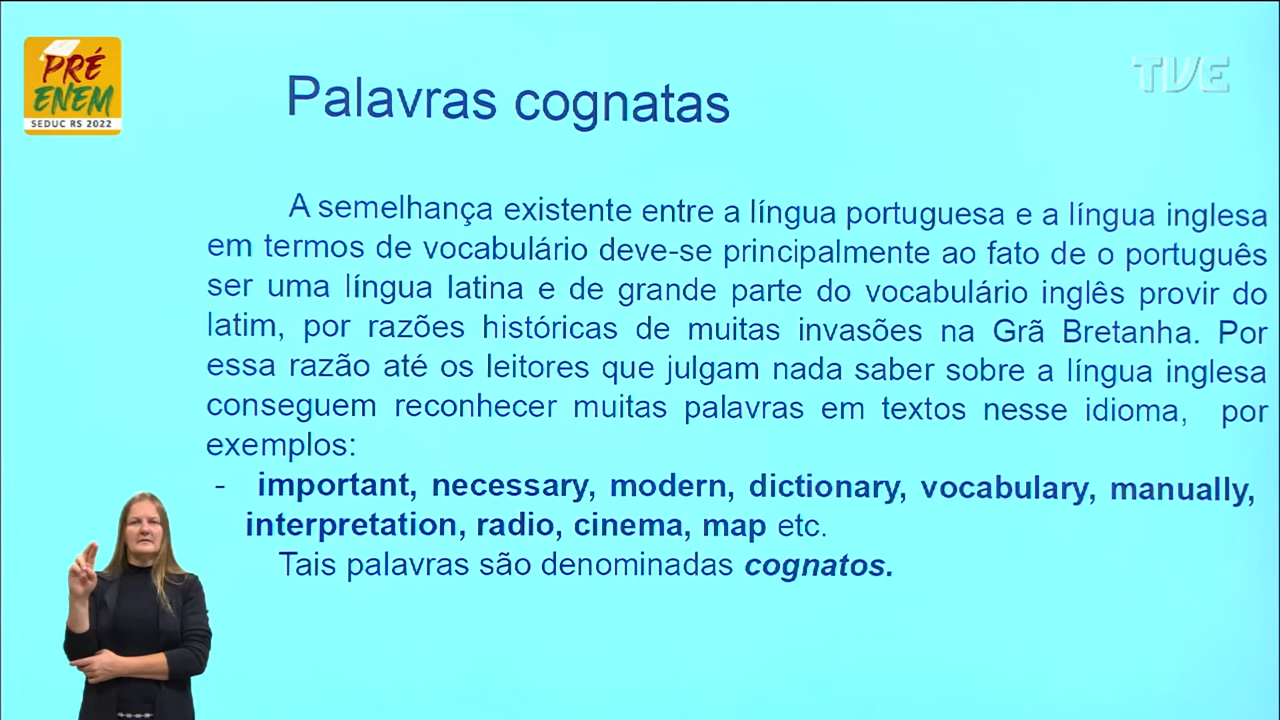 PRÉ
ENEM
SEDUC RS 2022
TVE
Palavras cognatas
A semelhança existente entre a língua portuguesa e a língua inglesa
em termos de vocabulário deve-se principalmente ao fato de o português
ser uma língua latina e de grande parte do vocabulário inglês provir do
latim, por razões históricas de muitas invasões na Grã Bretanha. Por
essa razão até os leitores que julgam nada saber sobre a língua inglesa
conseguem reconhecer muitas palavras em textos nesse idioma, por
exemplos:
- important, necessary, modern, dictionary, vocabulary, manually,
interpretation, radio, cinema, map etc.
Tais palavras são denominadas cognatos.